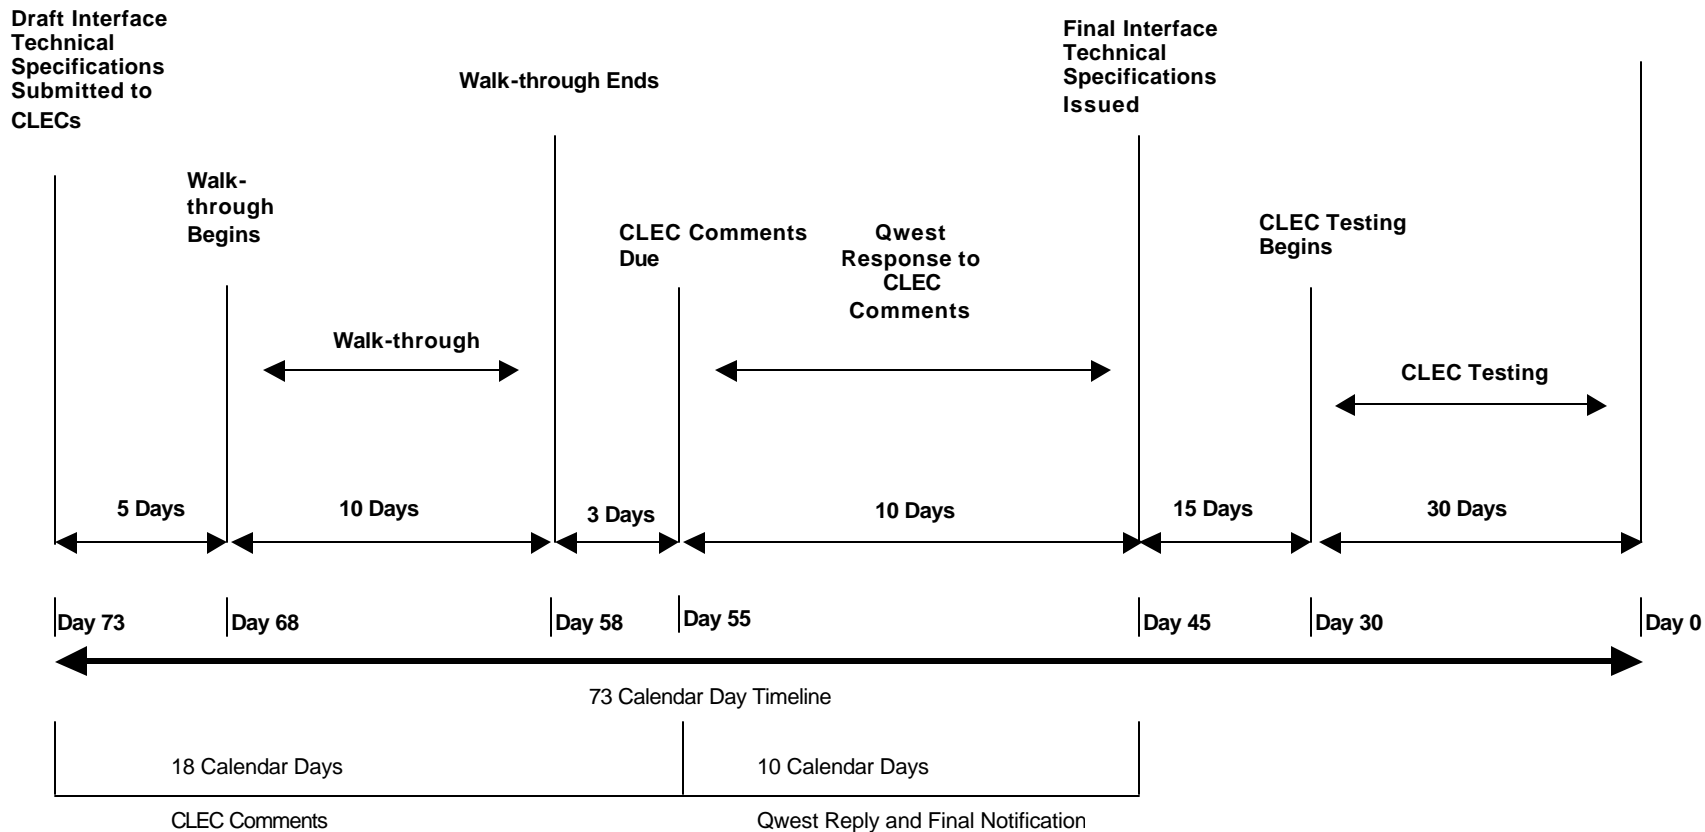 Draft Interface
Technical
Specifications
Submitted to
CLECs
Walk-through Ends
Final Interface
Technical
Specifications
Issued
Walk-
through
Begins
CLEC Comments
Due
Qwest
Response to
CLEC
Comments
CLEC Testing
Begins
Walk-through
CLEC Testing
5 Days
10 Days
3 Days
10 Days
15 Days
30 Days
Day 73
Day 68
Day 58
Day 55
Day 45
Day 30
Day 0
73 Calendar Day Timeline
18 Calendar Days
10 Calendar Days
CLEC Comments
Qwest Reply and Final Notification